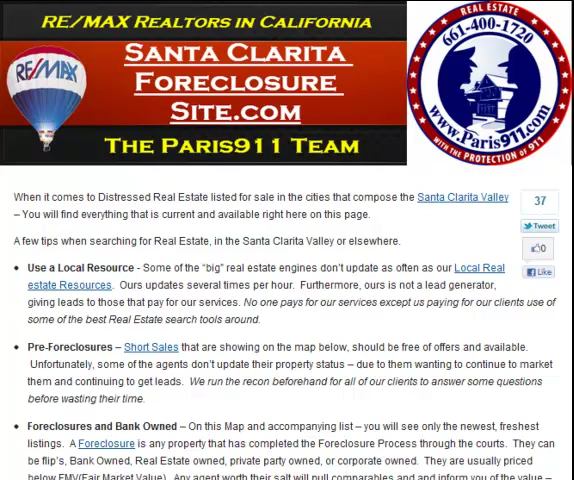 RE/MAX REALTORS IN CALIFORNIA
SANTA CLARITA
FORECLOSURE
SITE.COM
THE PARIS911 TEAM
RE/MAX
REAL ESTATE
661-400-1720
www.Paris911.com
WITH THE PROTECTION OF 911
When it comes to Distressed Real Estate listed for sale in the cities that compose the Santa Clarita Valley
– You will find everything that is current and available right here on this page.
37
Tweet
0
Like
A few tips when searching for Real Estate, in the Santa Clarita Valley or elsewhere.
• Use a Local Resource - Some of the “big” real estate engines don’t update as often as our Local Real
estate Resources. Ours updates several times per hour. Furthermore, ours is not a lead generator,
giving leads to those that pay for our services. No one pays for our services except us paying for our clients use of
some of the best Real Estate search tools around.
• Pre-Foreclosures – Short Sales that are showing on the map below, should be free of offers and available.
Unfortunately, some of the agents don’t update their property status – due to them wanting to continue to market
them and continuing to get leads. We run the recon beforehand for all of our clients to answer some questions
before wasting their time.
• Foreclosures and Bank Owned – On this Map and accompanying list – you will see only the newest, freshest
listings. A Foreclosure is any property that has completed the Foreclosure Process through the courts. They can
be flip’s, Bank Owned, Real Estate owned, private party owned, or corporate owned. They are usually priced
below FMV(Fair Market Value). Any agent worth their salt will pull comparables and and inform you of the value –